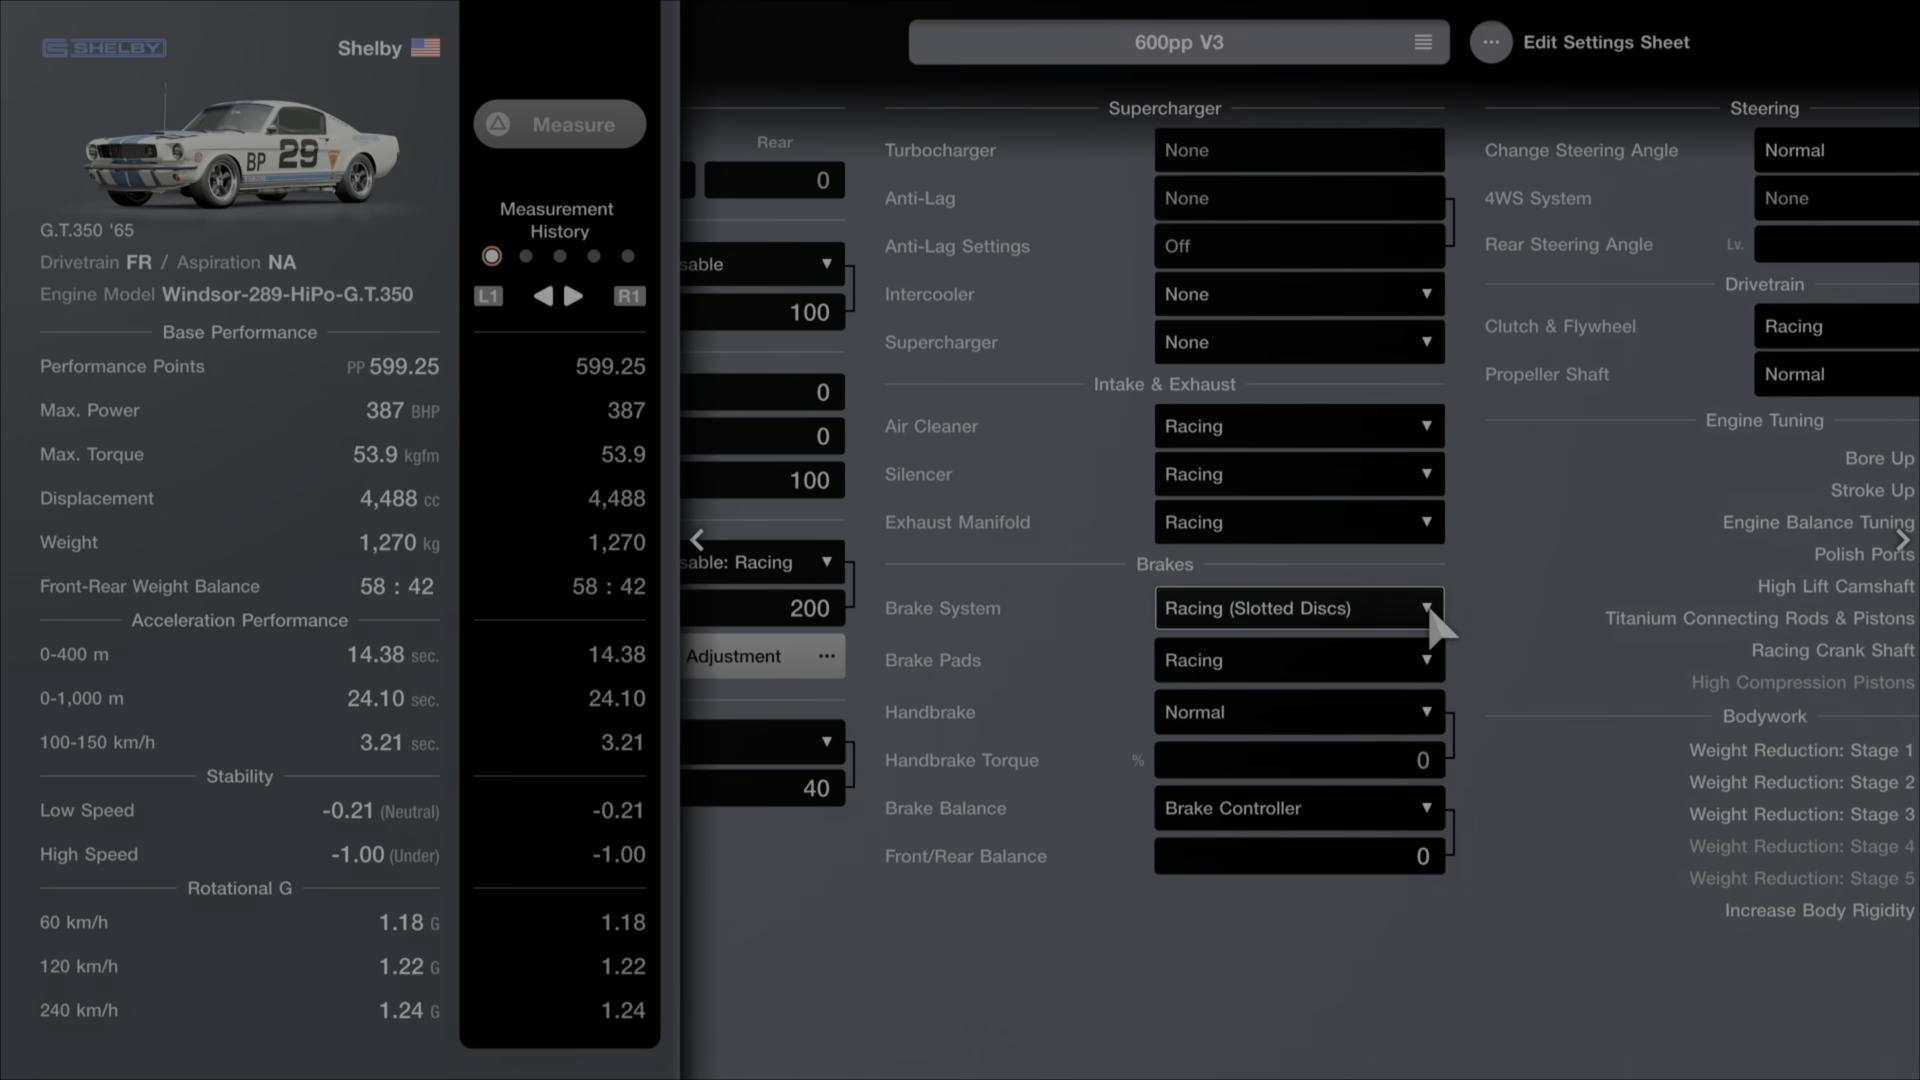 SHELBY
Shelby
BP 29
G.T.350 '65
Drivetrain FR / Aspiration NA
Engine Model Windsor-289-HiPo-G.T.350
Base Performance
Performance Points PP 599.25
Max. Power 387 BHP
Max. Torque 53.9 kgfm
Displacement 4,488 cc
Weight 1,270 kg
Front-Rear Weight Balance 58 : 42
Acceleration Performance
0-400 m 14.38 sec.
0-1,000 m 24.10 sec.
100-150 km/h 3.21 sec.
Stability
Low Speed -0.21 (Neutral)
High Speed -1.00 (Under)
Rotational G
60 km/h 1.18 G
120 km/h 1.22 G
240 km/h 1.24 G
Measure
Measurement
History
L1 R1
599.25
387
53.9
4,488
1,270
58 : 42
14.38
24.10
3.21
-0.21
-1.00
1.18
1.22
1.24
600pp V3
Edit Settings Sheet
Rear
0
sable
100
0
0
100
sable: Racing
200
Adjustment
40
Supercharger
Turbocharger None
Anti-Lag None
Anti-Lag Settings Off
Intercooler None
Supercharger None
Intake & Exhaust
Air Cleaner Racing
Silencer Racing
Exhaust Manifold Racing
Brakes
Brake System Racing (Slotted Discs)
Brake Pads Racing
Handbrake Normal
Handbrake Torque % 0
Brake Balance Brake Controller
Front/Rear Balance 0
Steering
Change Steering Angle Normal
4WS System None
Rear Steering Angle Lv.
Drivetrain
Clutch & Flywheel Racing
Propeller Shaft Normal
Engine Tuning
Bore Up
Stroke Up
Engine Balance Tuning
Polish Ports
High Lift Camshaft
Titanium Connecting Rods & Pistons
Racing Crank Shaft
High Compression Pistons
Bodywork
Weight Reduction: Stage 1
Weight Reduction: Stage 2
Weight Reduction: Stage 3
Weight Reduction: Stage 4
Weight Reduction: Stage 5
Increase Body Rigidity